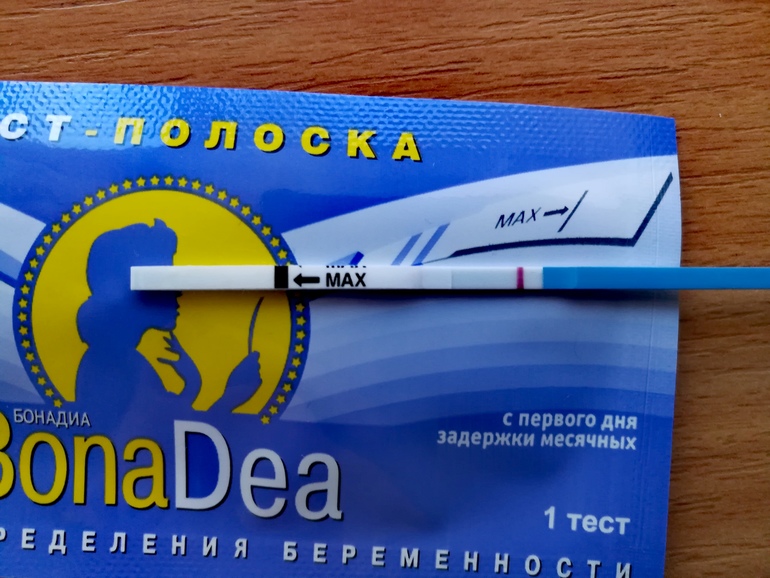 СТ-ПОЛОСКА
MAX
MAX
БОНАДИА
BonaDea
с первого дня
задержки месячных
1 тест
РЕДЕЛЕНИЯ БЕРЕМЕННОСТИ